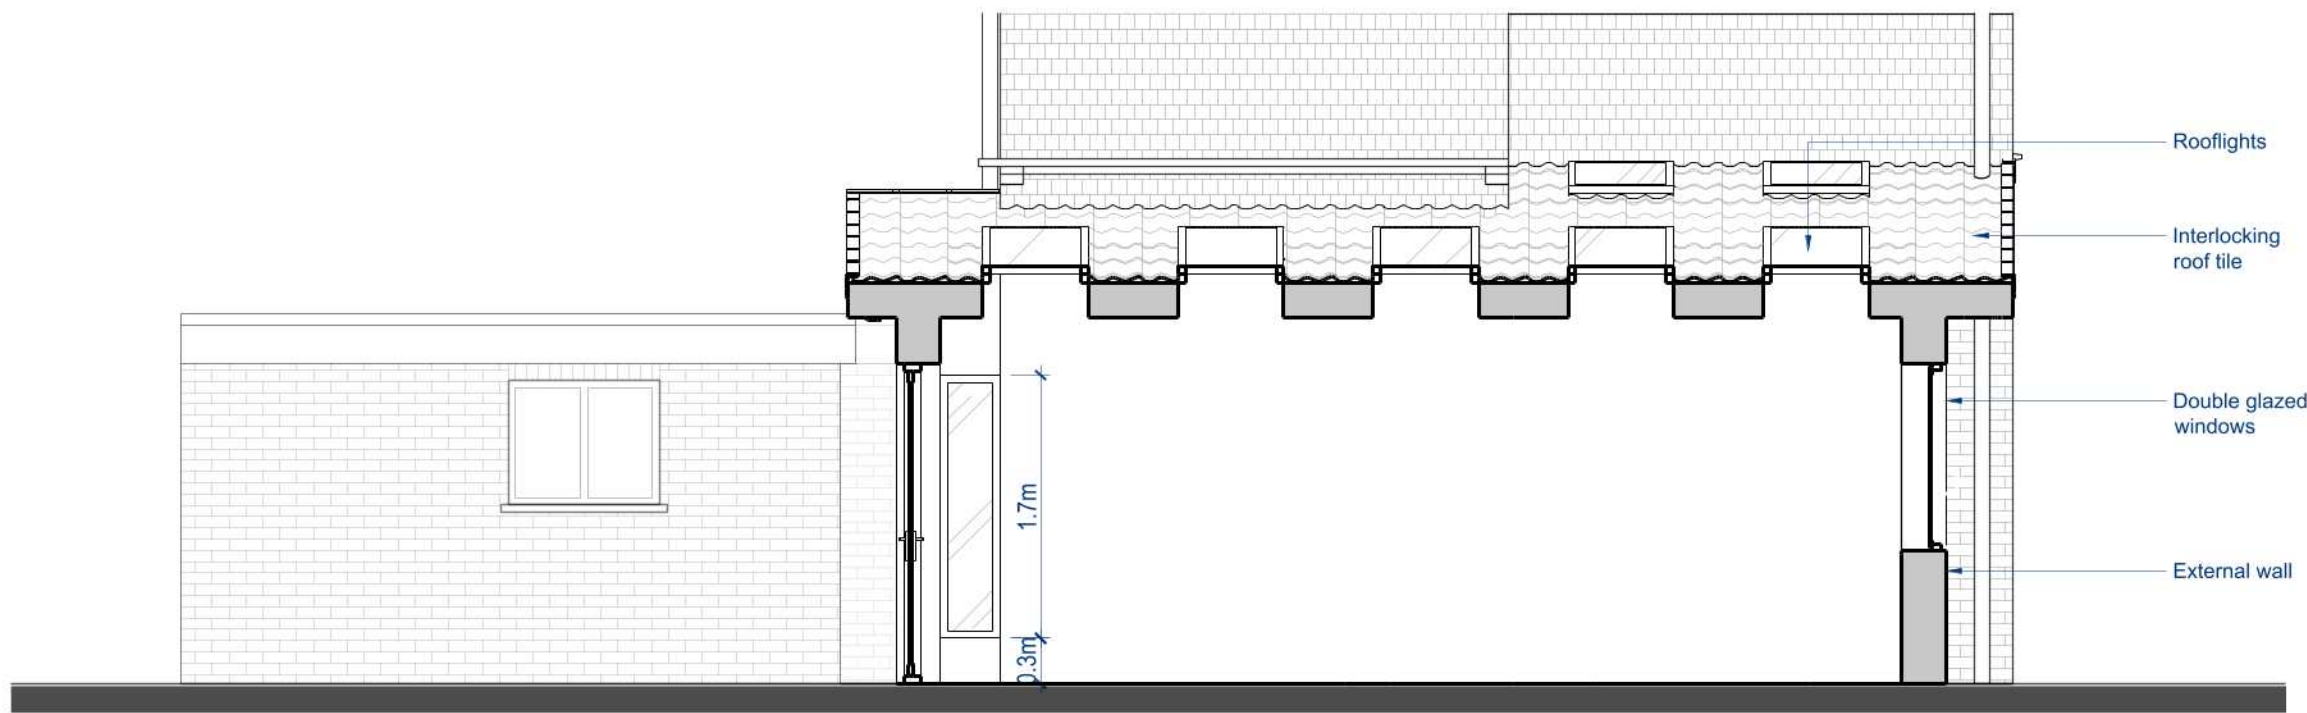 Rooflights
Interlocking
roof tile
Double glazed
windows
1.7m
External wall
0.3m